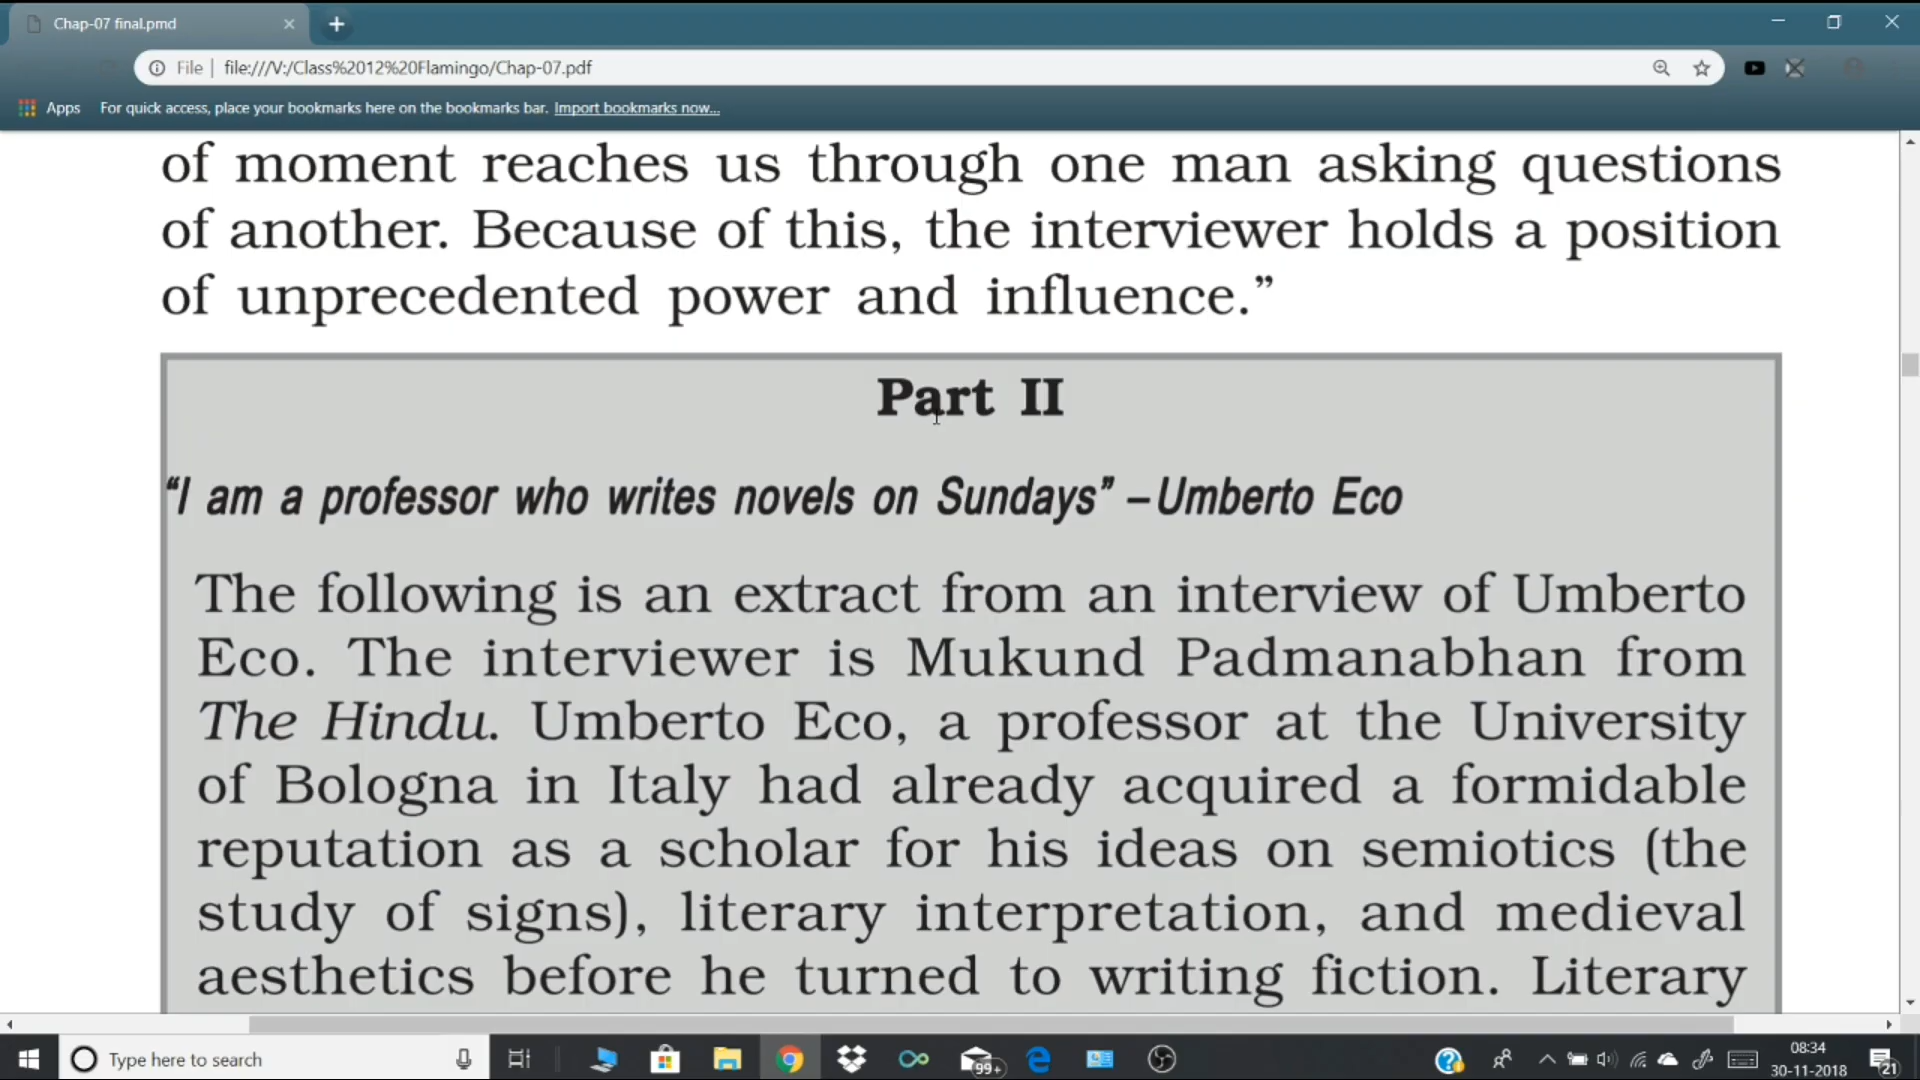 Chap-07 final.pmd
File | file:///V:/Class%2012%20Flamingo/Chap-07.pdf
Apps For quick access, place your bookmarks here on the bookmarks bar. Import bookmarks now...
of moment reaches us through one man asking questions
of another. Because of this, the interviewer holds a position
of unprecedented power and influence.”
Part II
“I am a professor who writes novels on Sundays” – Umberto Eco
The following is an extract from an interview of Umberto
Eco. The interviewer is Mukund Padmanabhan from
The Hindu. Umberto Eco, a professor at the University
of Bologna in Italy had already acquired a formidable
reputation as a scholar for his ideas on semiotics (the
study of signs), literary interpretation, and medieval
aesthetics before he turned to writing fiction. Literary
Type here to search
99+
08:34
30-11-2018
21